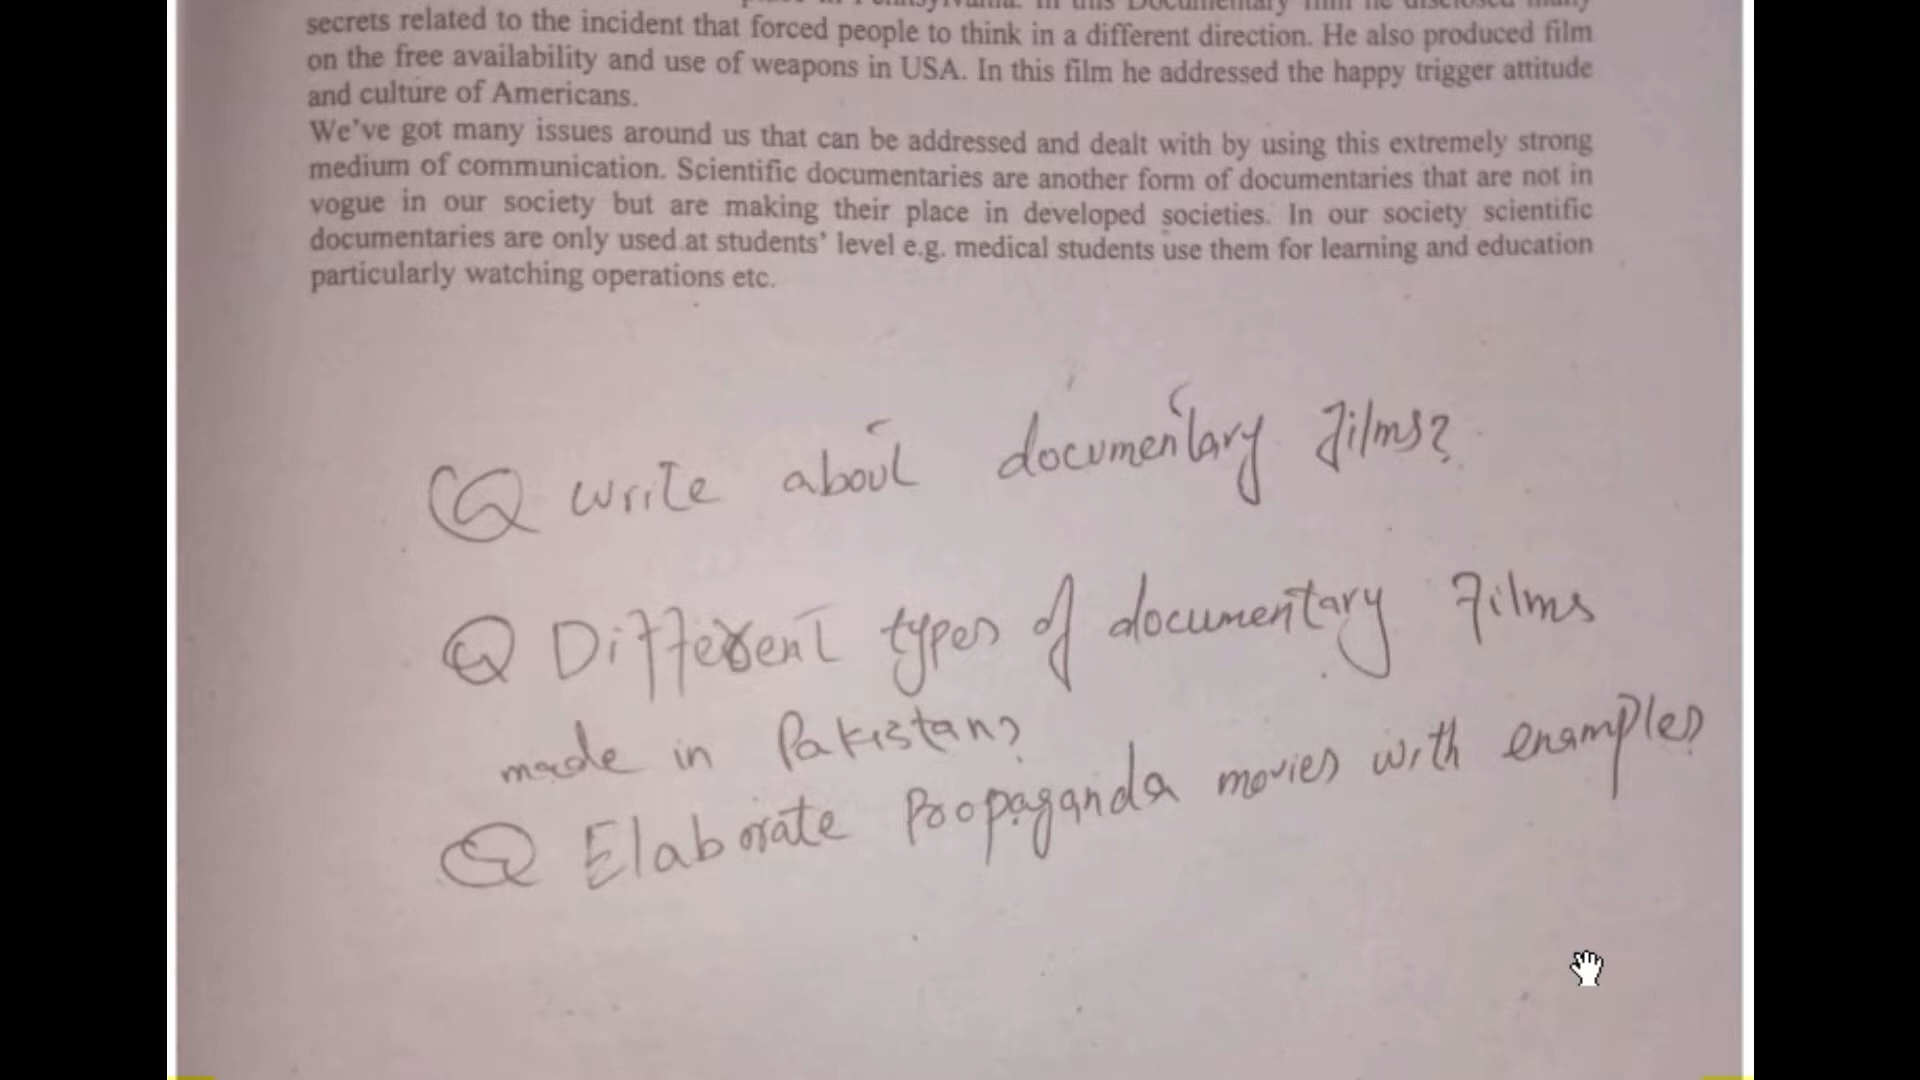 secrets related to the incident that forced people to think in a different direction. He also produced film
on the free availability and use of weapons in USA. In this film he addressed the happy trigger attitude
and culture of Americans.
We've got many issues around us that can be addressed and dealt with by using this extremely strong
medium of communication. Scientific documentaries are another form of documentaries that are not in
vogue in our society but are making their place in developed societies. In our society scientific
documentaries are only used at students' level e.g. medical students use them for learning and education
particularly watching operations etc.
Q write about documentary films?
Q Different types of documentary Films
made in Pakistan?
Q Elaborate Propaganda movies with examples